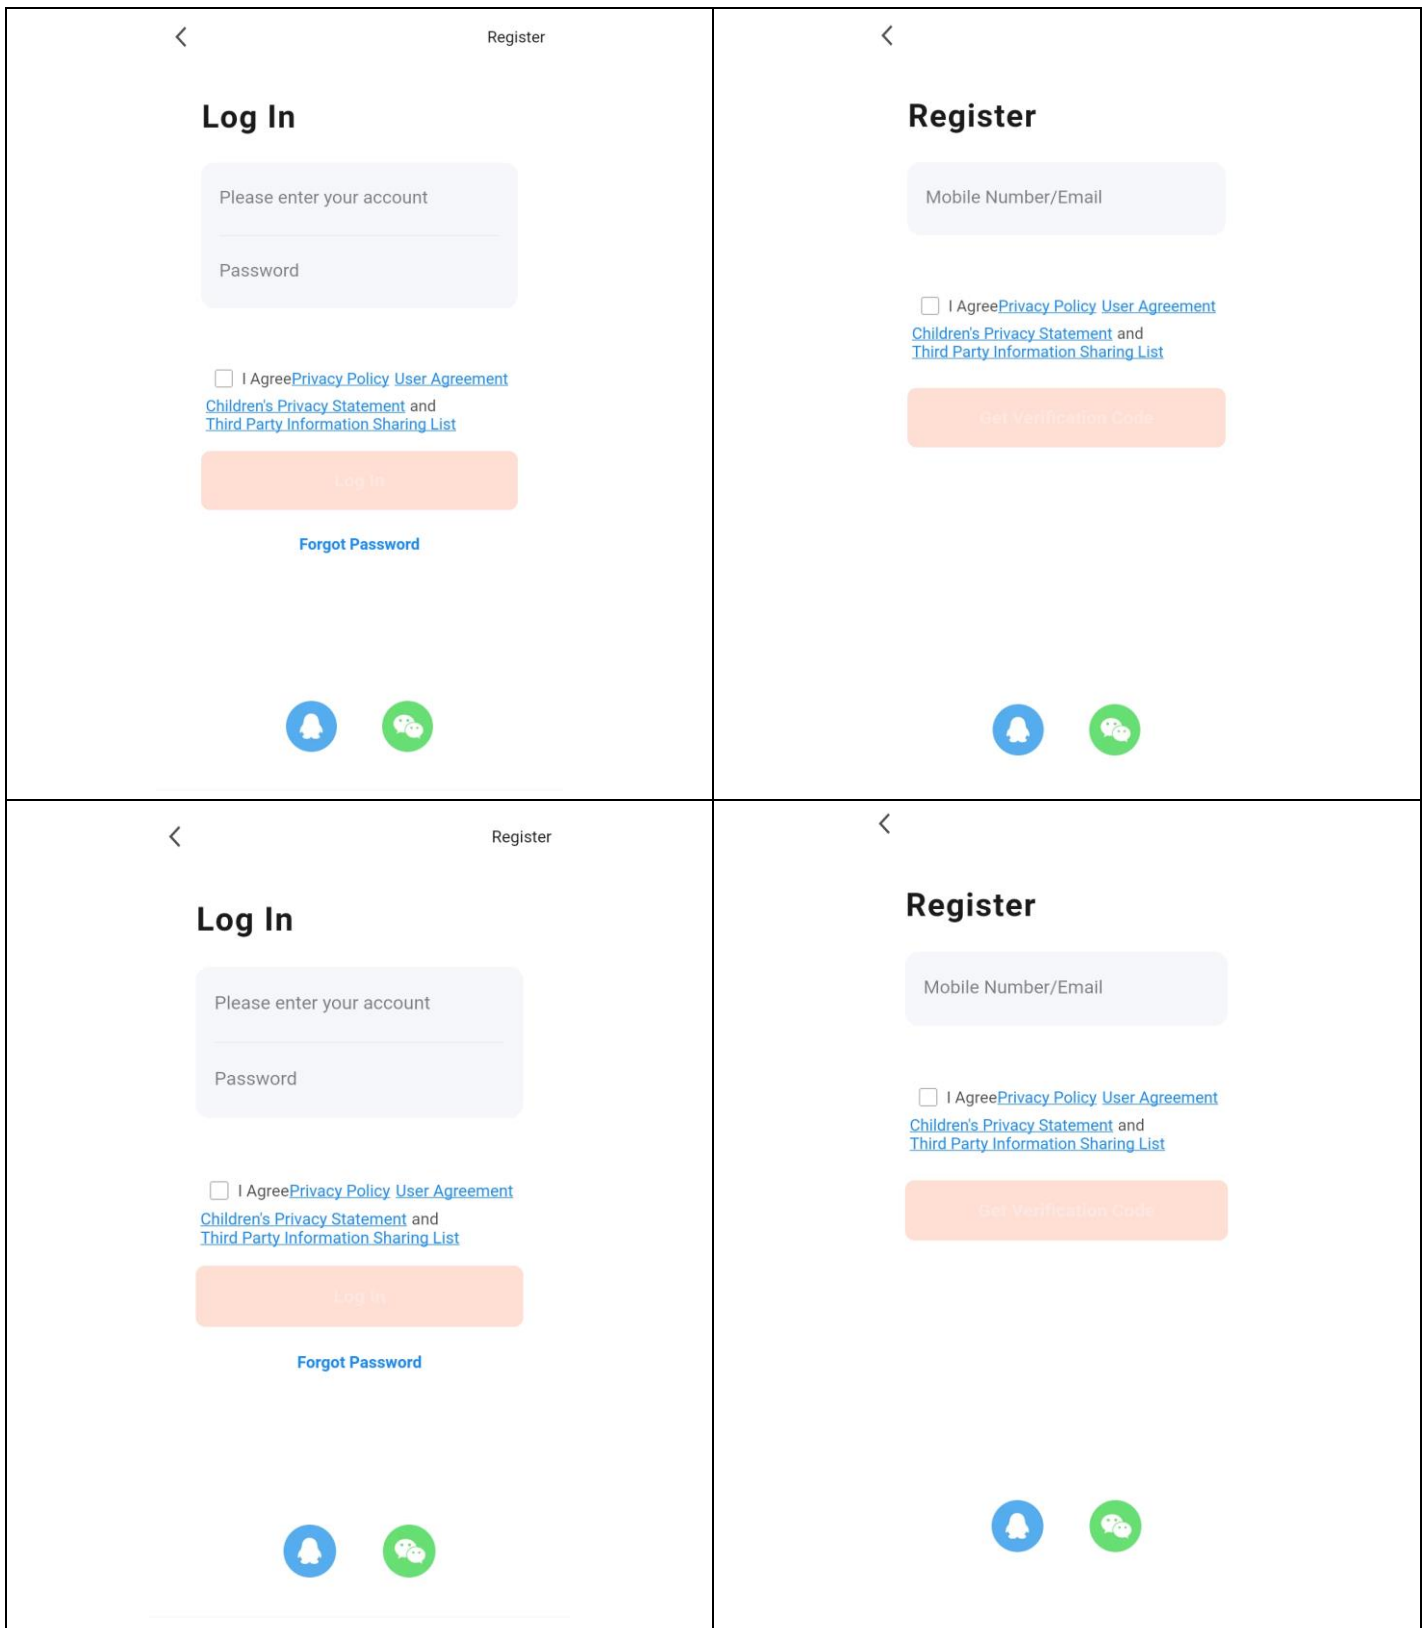 Register
Log In
Please enter your account
Password
I AgreePrivacy Policy User Agreement
Children's Privacy Statement and
Third Party Information Sharing List
Log In
Forgot Password
Register
Mobile Number/Email
I AgreePrivacy Policy User Agreement
Children's Privacy Statement and
Third Party Information Sharing List
Get Verification Code
Register
Log In
Please enter your account
Password
I AgreePrivacy Policy User Agreement
Children's Privacy Statement and
Third Party Information Sharing List
Log In
Forgot Password
Register
Mobile Number/Email
I AgreePrivacy Policy User Agreement
Children's Privacy Statement and
Third Party Information Sharing List
Get Verification Code